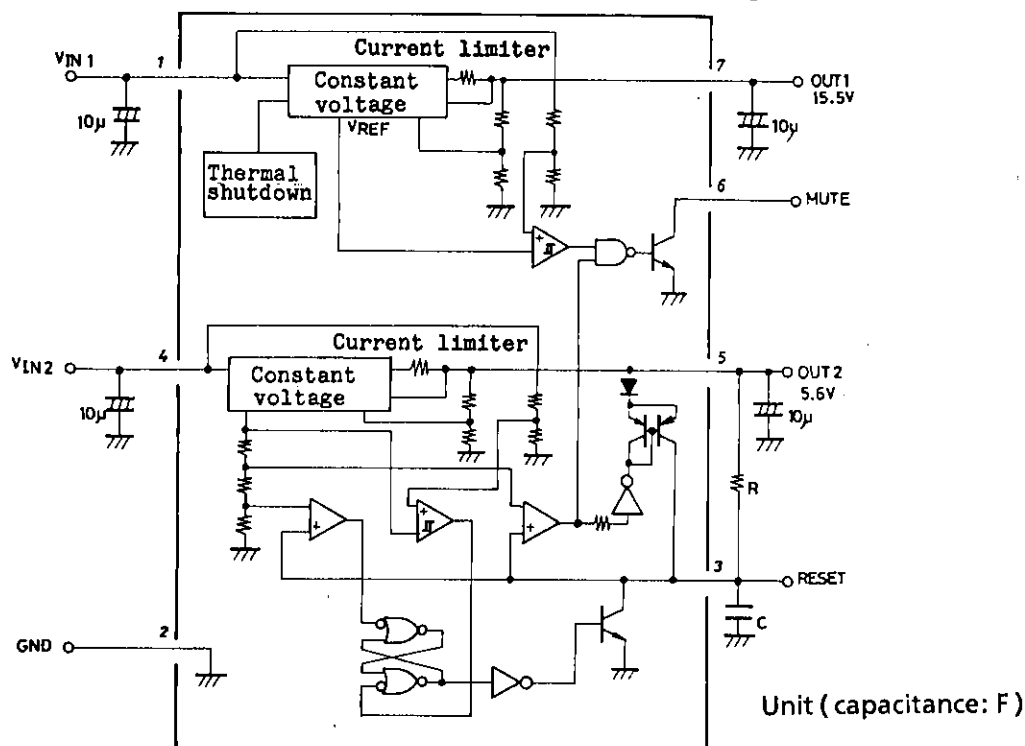 Current limiter
VIN 1
1
7
OUT1
15.5V
Constant
voltage
10µ
VREF
10µ
Thermal
shutdown
6
MUTE
+
Current limiter
VIN2
4
5
OUT2
5.6V
Constant
voltage
10µ
10µ
R
+
+
+
3
RESET
C
GND
2
Unit ( capacitance: F )